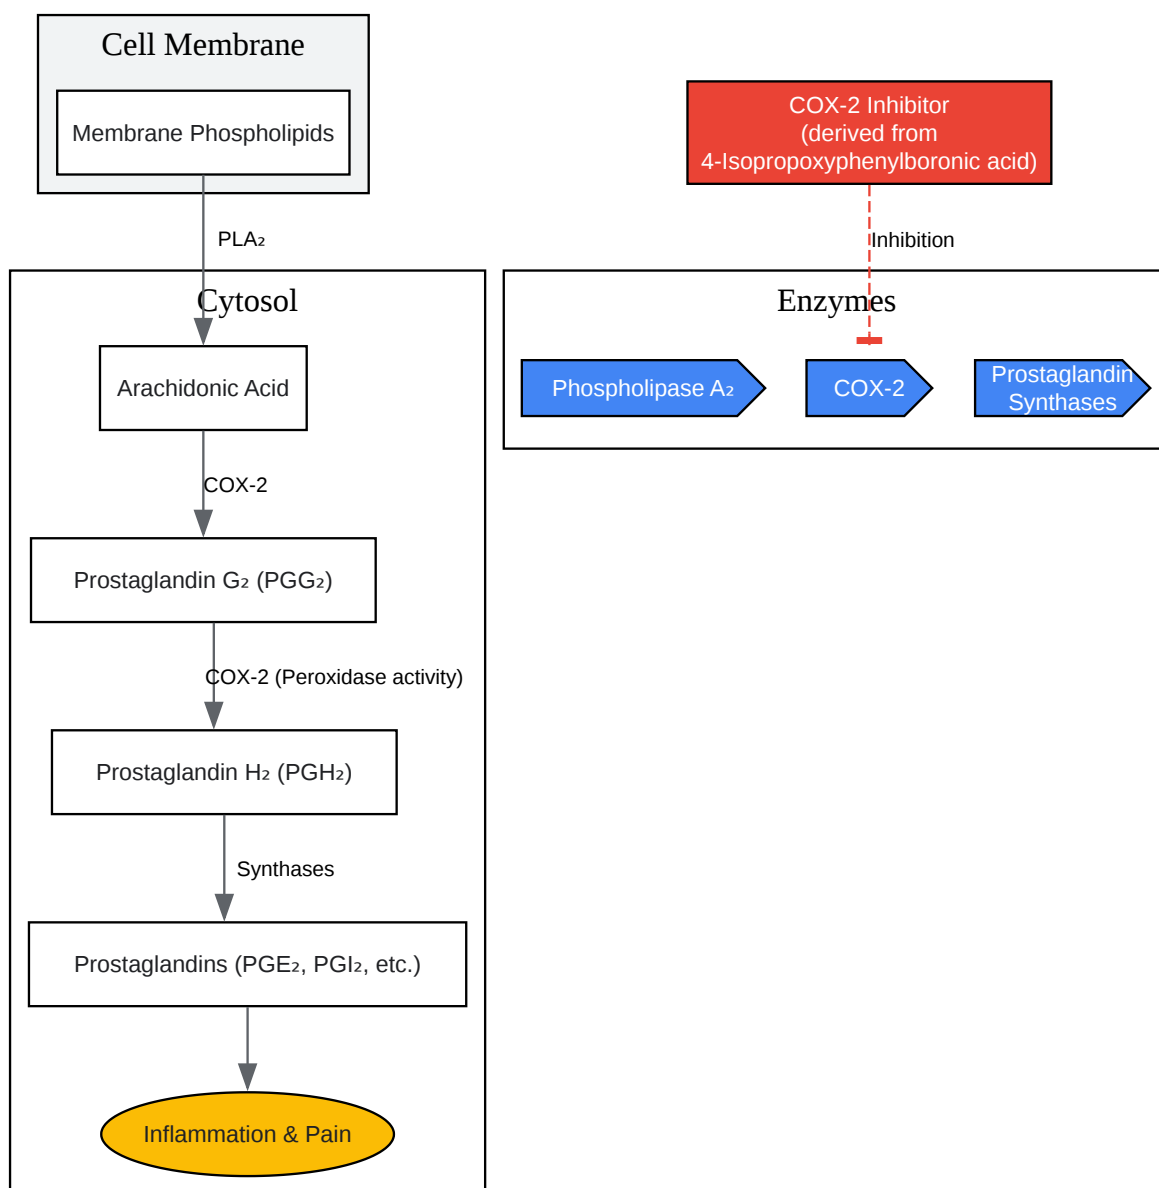 Cell Membrane
Membrane Phospholipids
COX-2 Inhibitor
(derived from
4-Isopropoxyphenylboronic acid)
PLA₂
Inhibition
Cytosol
Enzymes
Arachidonic Acid
Phospholipase A₂
COX-2
Prostaglandin
Synthases
COX-2
Prostaglandin G₂ (PGG₂)
COX-2 (Peroxidase activity)
Prostaglandin H₂ (PGH₂)
Synthases
Prostaglandins (PGE₂, PGI₂, etc.)
Inflammation & Pain